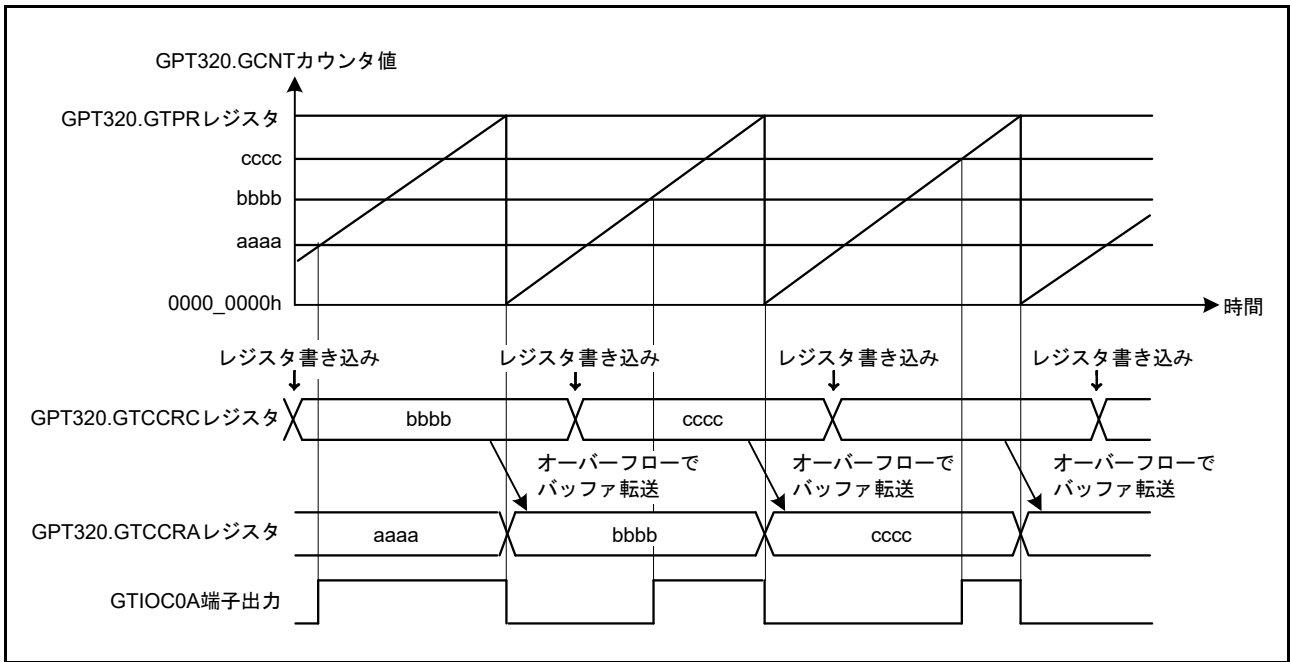 GPT320.GCNTカウンタ値
GPT320.GTPRレジスタ
cccc
bbbb
aaaa
0000_0000h
時間
レジスタ書き込み レジスタ書き込み レジスタ書き込み レジスタ書き込み
GPT320.GTCCRCレジスタ bbbb cccc
オーバーフローで オーバーフローで オーバーフローで
バッファ転送 バッファ転送 バッファ転送
GPT320.GTCCRAレジスタ aaaa bbbb cccc
GTIOC0A端子出力